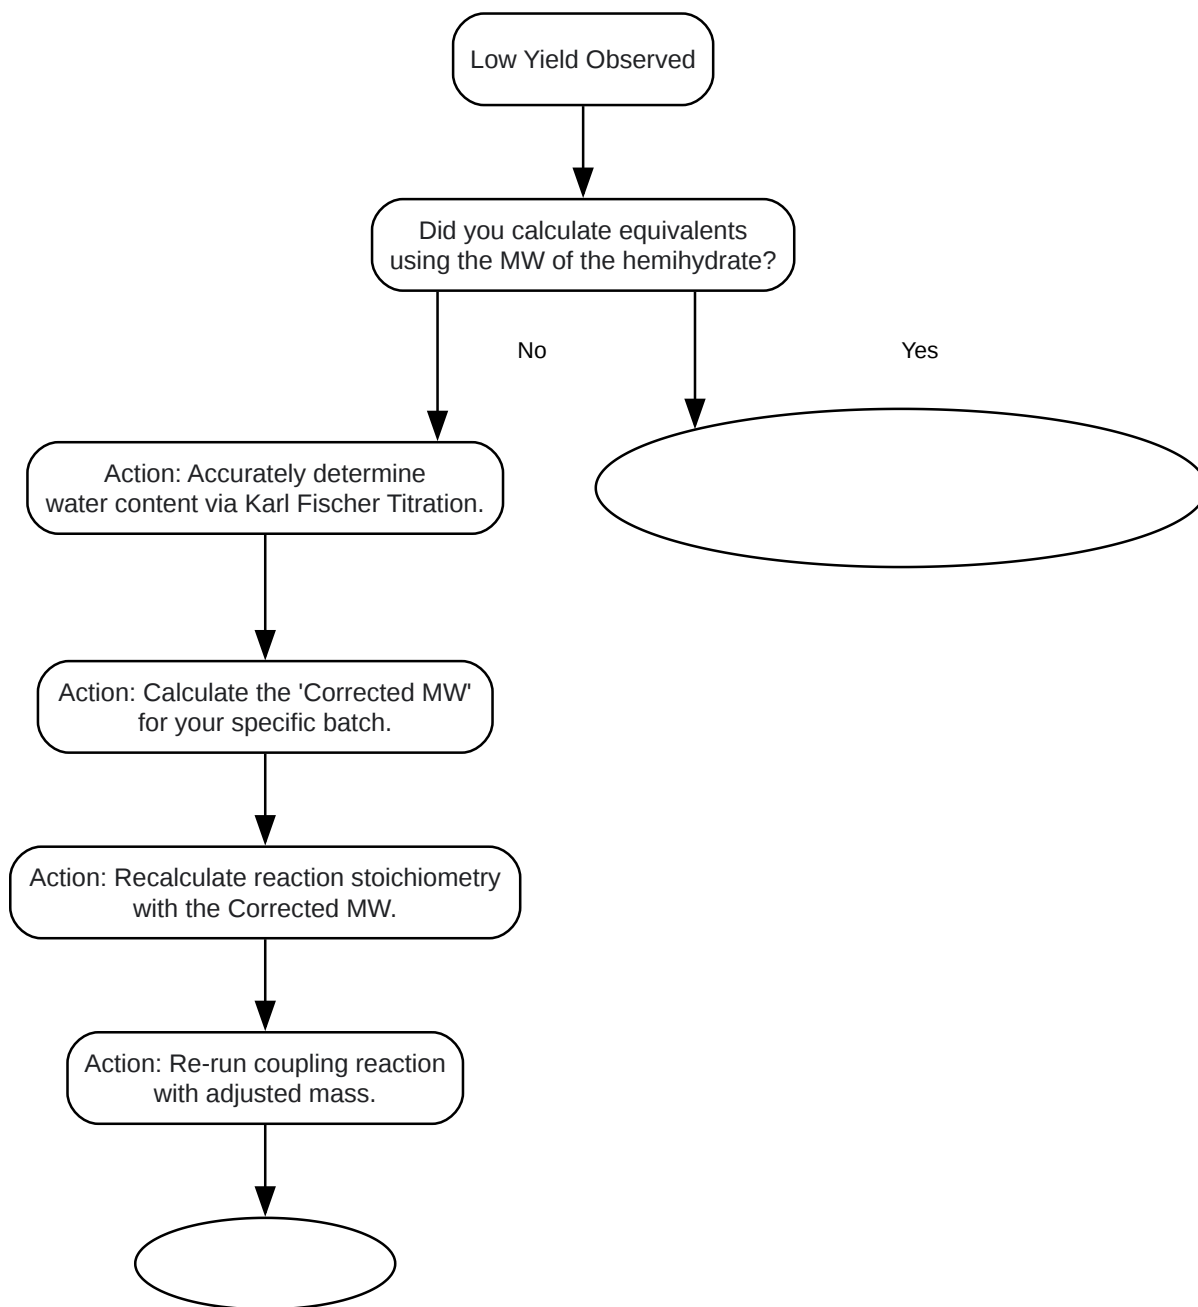 Low Yield Observed
Did you calculate equivalents
using the MW of the hemihydrate?
No
Yes
Action: Accurately determine
water content via Karl Fischer Titration.
Action: Calculate the 'Corrected MW'
for your specific batch.
Action: Recalculate reaction stoichiometry
with the Corrected MW.
Action: Re-run coupling reaction
with adjusted mass.